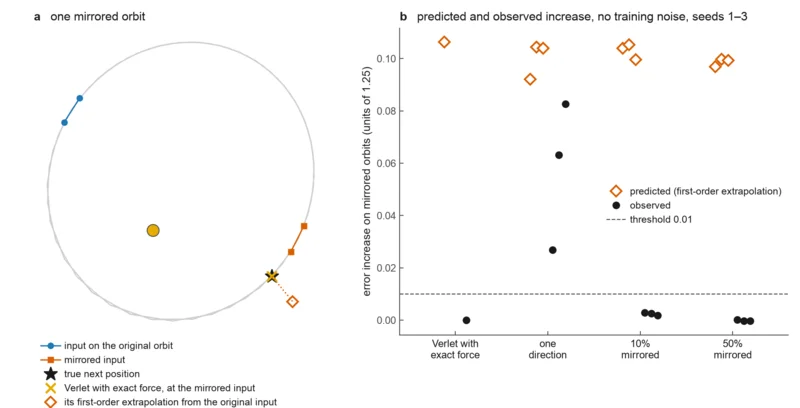 a one mirrored orbit
input on the original orbit
mirrored input
true next position
Verlet with exact force, at the mirrored input
its first-order extrapolation from the original input
b predicted and observed increase, no training noise, seeds 1–3
error increase on mirrored orbits (units of 1.25)
0.10
0.08
0.06
0.04
0.02
0.00
predicted (first-order extrapolation)
observed
threshold 0.01
Verlet with
exact force
one
direction
10%
mirrored
50%
mirrored